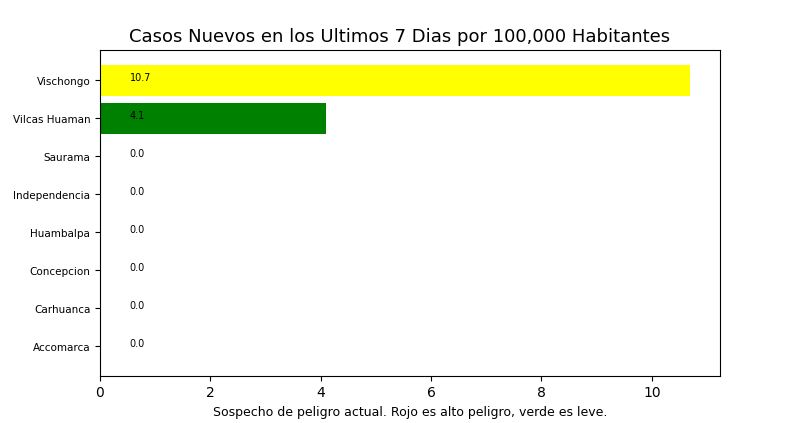 Casos Nuevos en los Ultimos 7 Dias por 100,000 Habitantes
Vischongo 10.7
Vilcas Huaman 4.1
Saurama 0.0
Independencia 0.0
Huambalpa 0.0
Concepcion 0.0
Carhuanca 0.0
Accomarca 0.0
0 2 4 6 8 10
Sospecho de peligro actual. Rojo es alto peligro, verde es leve.